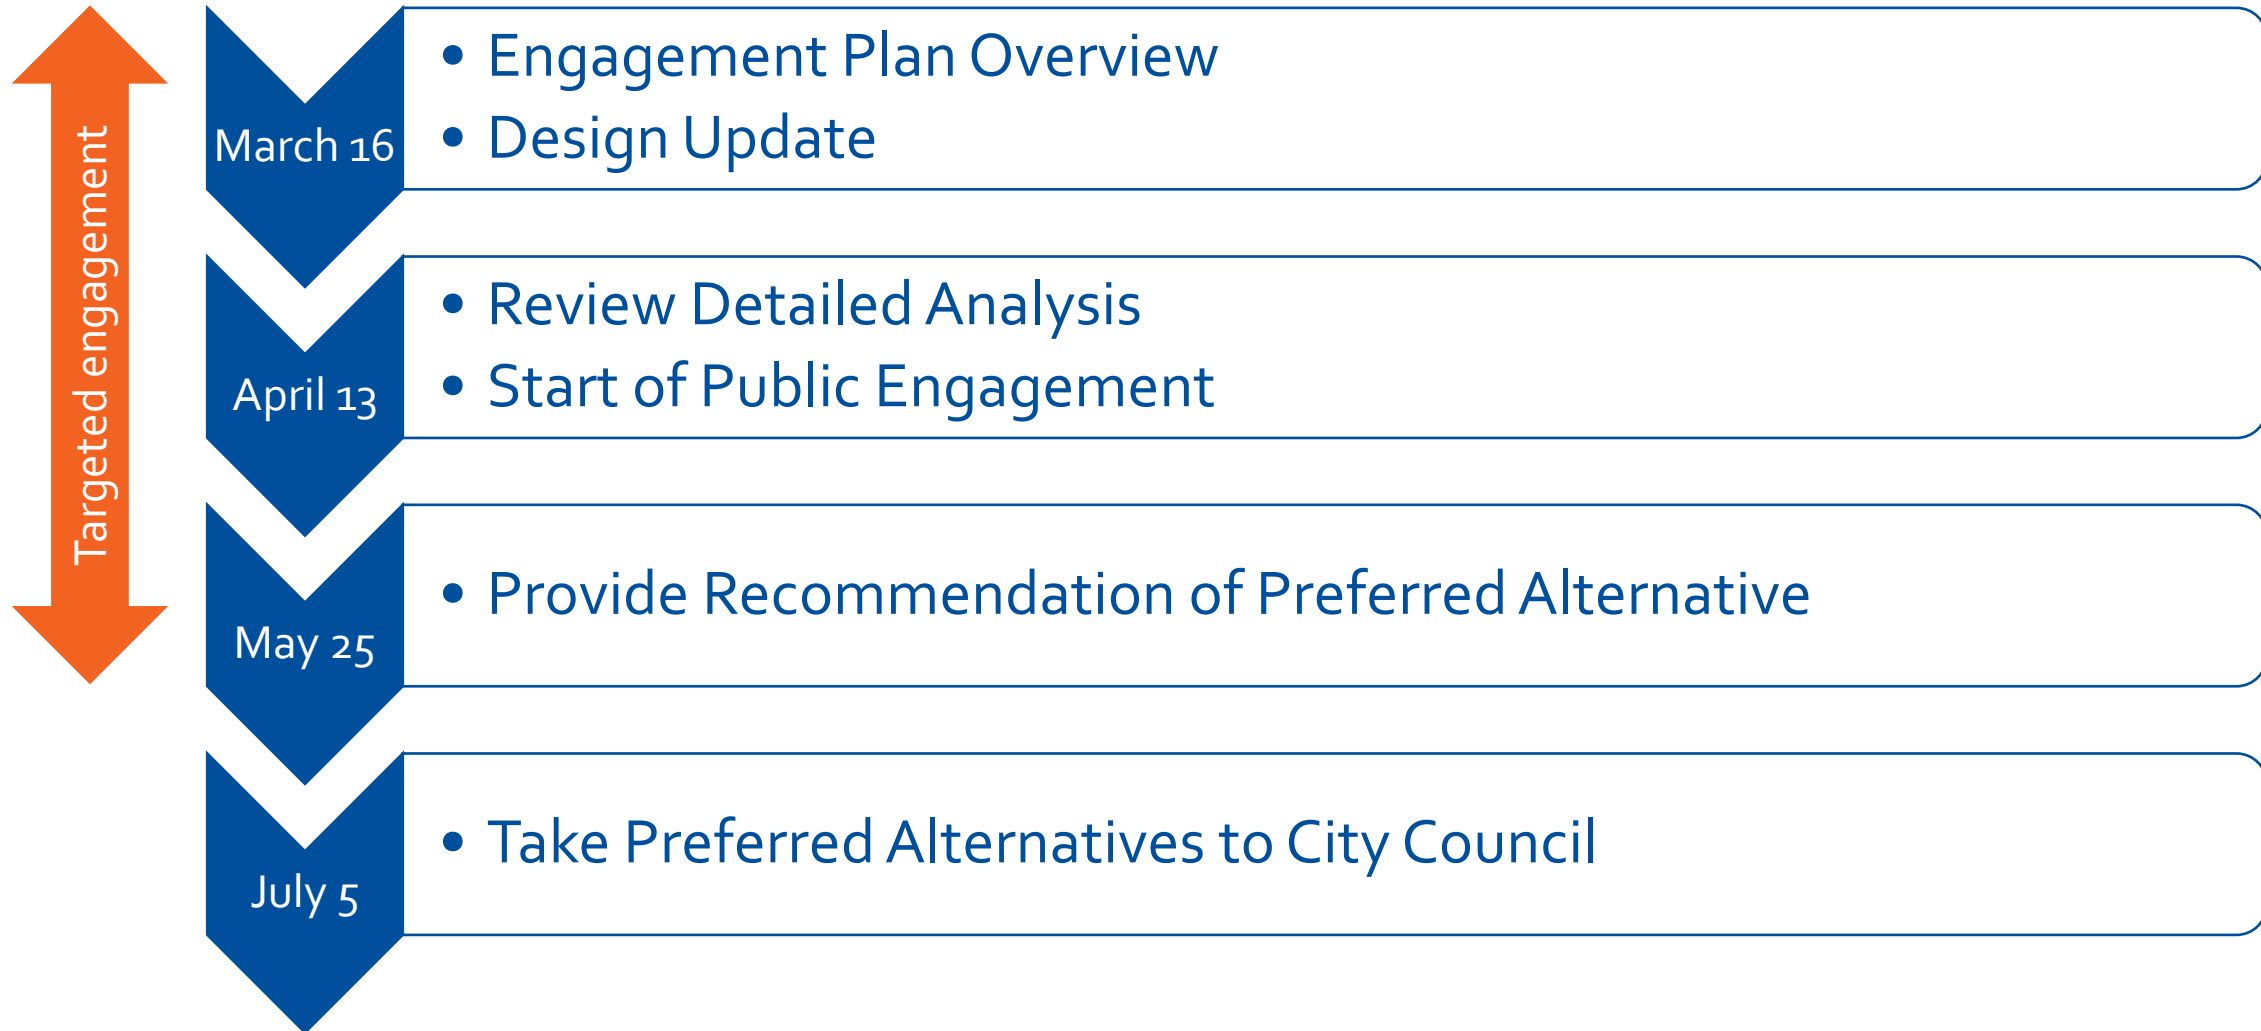 Targeted engagement
March 16
• Engagement Plan Overview
• Design Update
April 13
• Review Detailed Analysis
• Start of Public Engagement
May 25
• Provide Recommendation of Preferred Alternative
July 5
• Take Preferred Alternatives to City Council